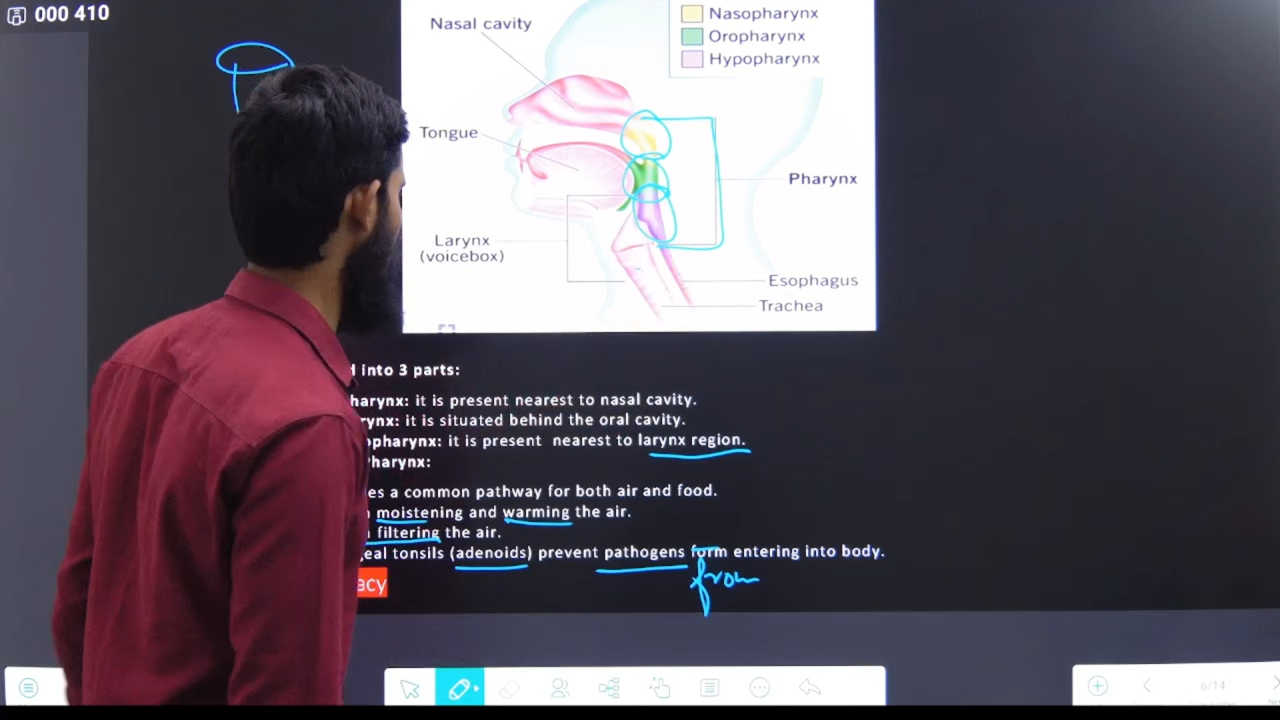 000 410
Nasal cavity
Nasopharynx
Oropharynx
Hypopharynx
Tongue
Pharynx
Larynx
(voicebox)
Esophagus
Trachea
into 3 parts:
harynx: it is present nearest to nasal cavity.
rynx: it is situated behind the oral cavity.
opharynx: it is present nearest to larynx region.
Pharynx:
es a common pathway for both air and food.
moistening and warming the air.
filtering the air.
eal tonsils (adenoids) prevent pathogens form entering into body.
from
acy
6/14